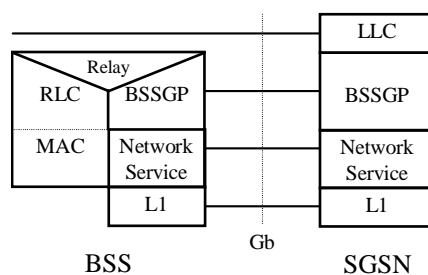 LLC
Relay
RLC BSSGP BSSGP
MAC Network Service Network Service
L1 L1
Gb
BSS SGSN